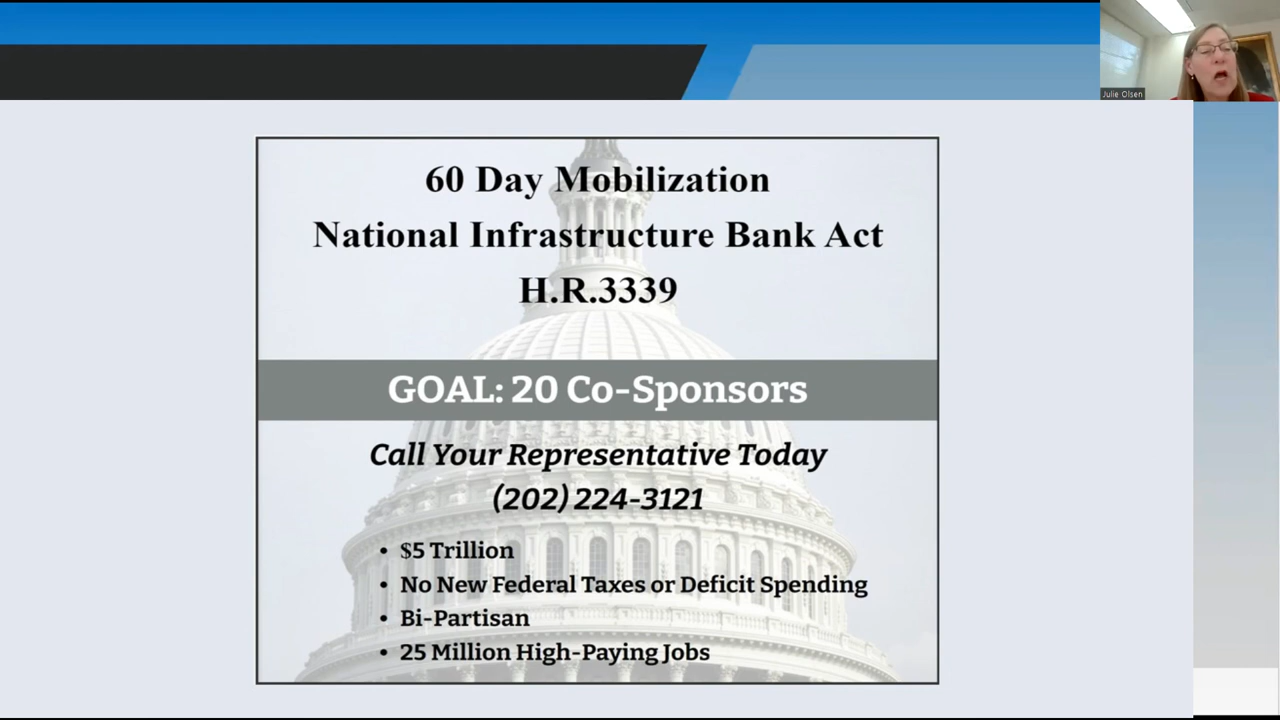 Julie Olsen
60 Day Mobilization
National Infrastructure Bank Act
H.R.3339
GOAL: 20 Co-Sponsors
Call Your Representative Today
(202) 224-3121
• $5 Trillion
• No New Federal Taxes or Deficit Spending
• Bi-Partisan
• 25 Million High-Paying Jobs